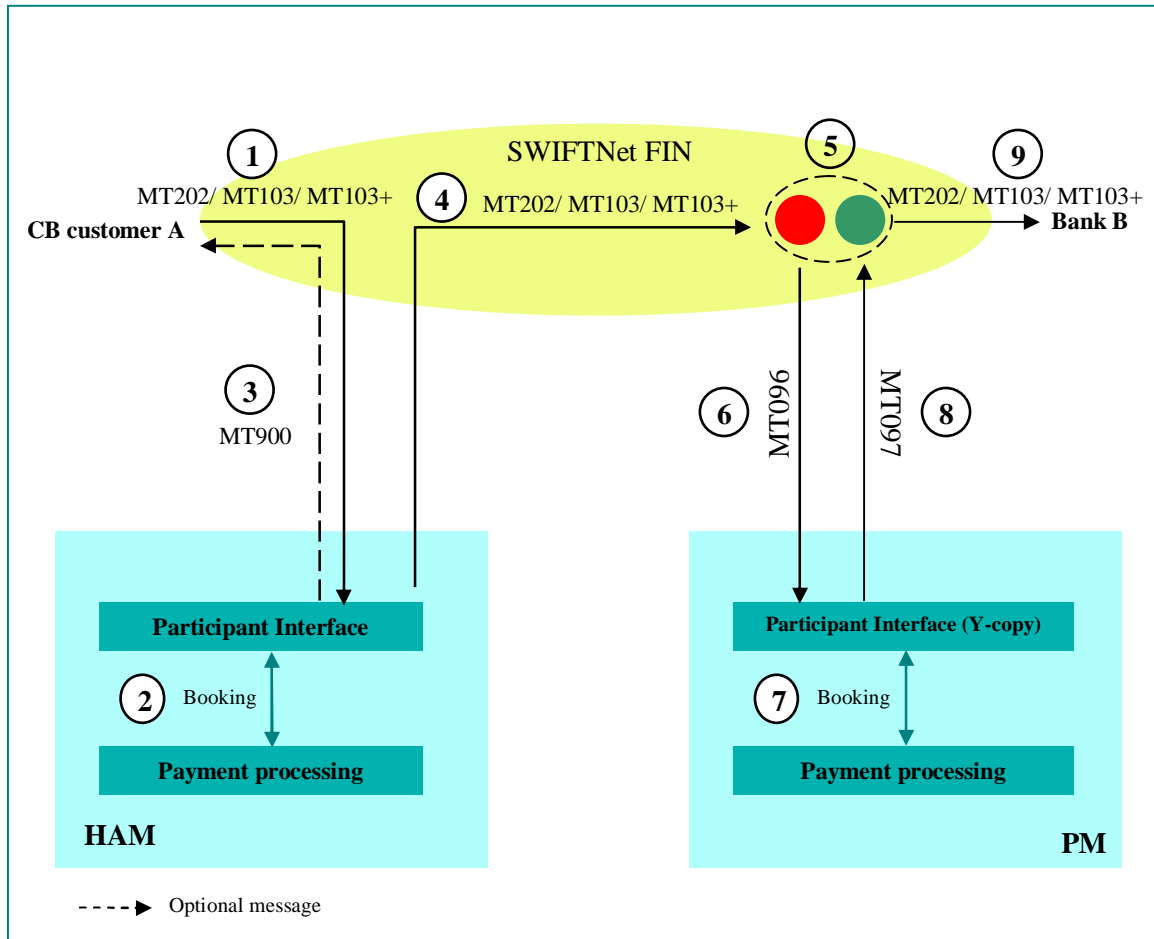 SWIFTNet FIN
1
MT202/ MT103/ MT103+
CB customer A
4
MT202/ MT103/ MT103+
5
9
MT202/ MT103/ MT103+
Bank B
3
MT900
6
MT096
MT097
8
Participant Interface
2
Booking
Payment processing
HAM
Participant Interface (Y-copy)
7
Booking
Payment processing
PM
Optional message